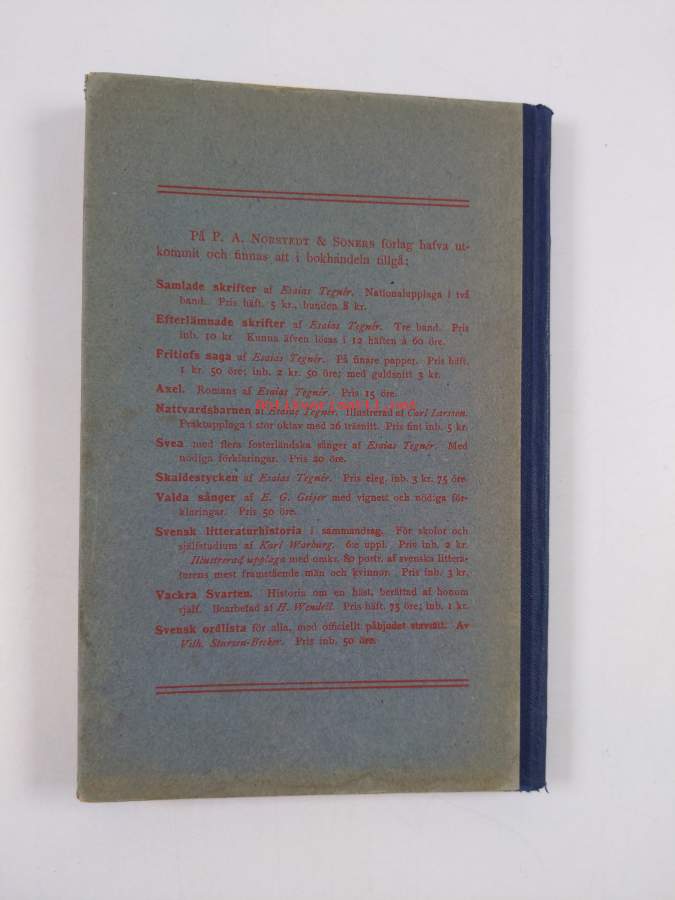 På P. A. Norstedt & Söners förlag hafva ut-
kommit och finnas att i bokhandeln tillgå:
Samlade skrifter af Esaias Tegnér. Nationalupplaga i två
band. Pris häft. 5 kr., bunden 8 kr.
Efterlämnade skrifter af Esaias Tegnér. Tre band. Pris
inb. 10 kr. Kunna äfven lösas i 12 häften à 60 öre.
Fritiofs saga af Esaias Tegnér. På finare papper. Pris häft.
1 kr. 50 öre; inb. 2 kr. 50 öre; med guldsnitt 3 kr.
Axel. Romans af Esaias Tegnér. Pris 15 öre.
Nattvardsbarnen af Esaias Tegnér. Illustrerad af Carl Larsson.
Praktupplaga i stor oktav med 26 träsnitt. Pris fint inb. 5 kr.
Svea med flera fosterländska sånger af Esaias Tegnér. Med
nödiga förklaringar. Pris 20 öre.
Skaldestycken af Esaias Tegnér. Pris eleg. inb. 3 kr. 75 öre.
Valda sånger af E. G. Geijer med vignett och nödiga för-
klaringar. Pris 50 öre.
Svensk litteraturhistoria i sammandrag. För skolor och
själfstudium af Karl Warburg. 6:e uppl. Pris inb. 2 kr.
Illustrerad upplaga med omkr. 80 portr. af svenska littera-
turens mest framstående män och kvinnor. Pris inb. 3 kr.
Vackra Svarten. Historia om en häst, berättad af honom
själf. Bearbetad af H. Wendell. Pris häft. 75 öre; inb. 1 kr.
Svensk ordlista för alla, med officiellt påbjudet stafsätt. Av
Vilh. Sturzen-Becker. Pris inb. 50 öre.